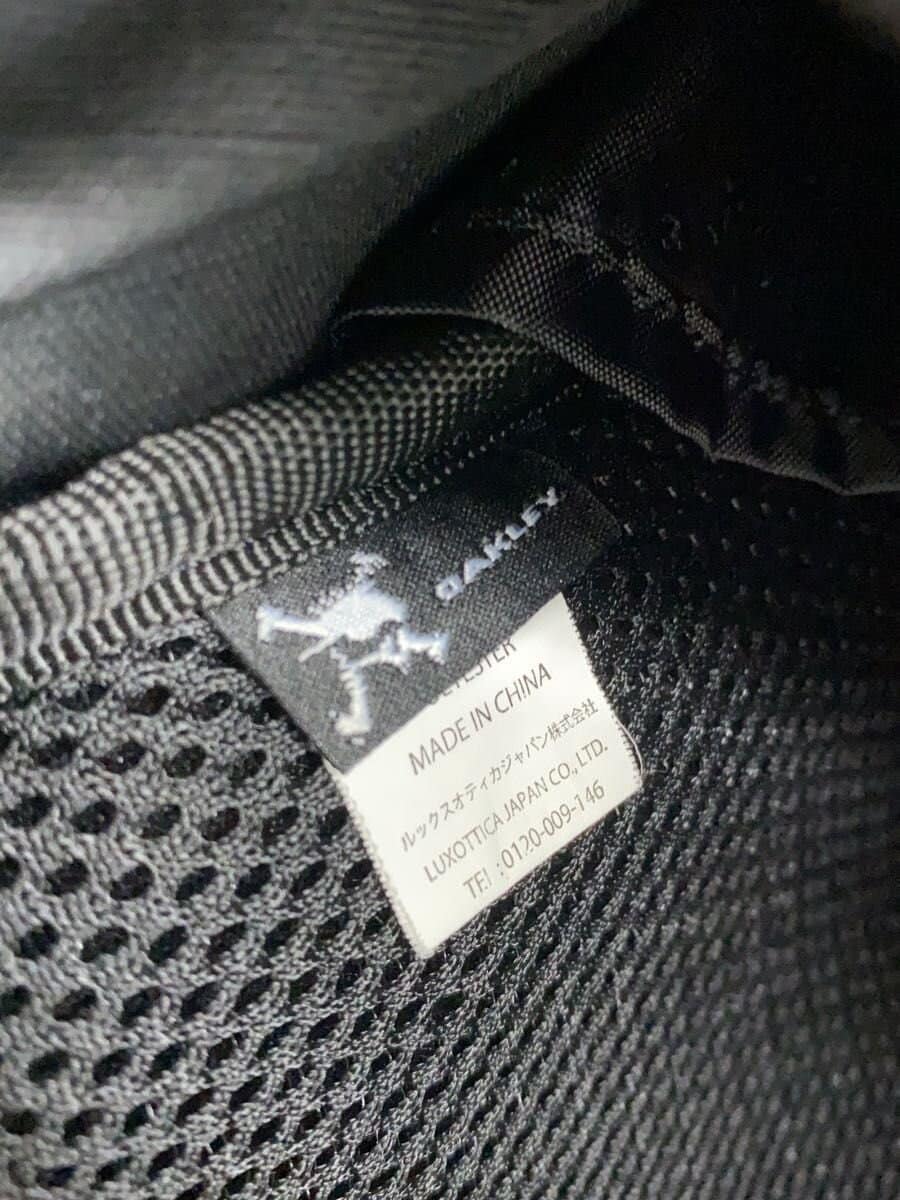 OAKLEY
MADE IN CHINA
ルックスオティカジャパン株式会社
LUXOTTICA JAPAN CO., LTD.
TEL :0120-009-146